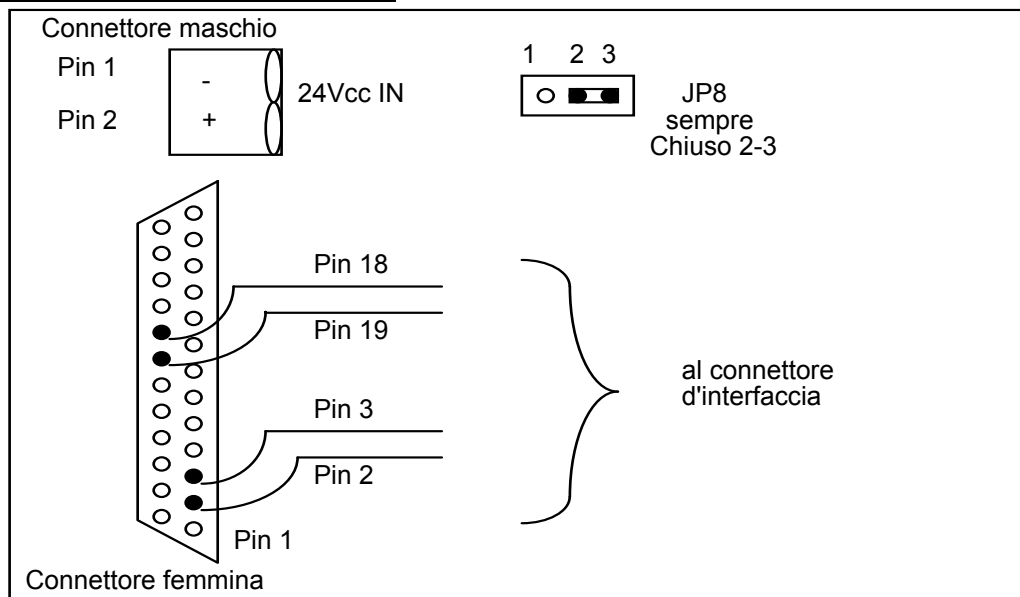 Connettore maschio
Pin 1
-
24Vcc IN
Pin 2
+
1 2 3
JP8
sempre
Chiuso 2-3
Pin 18
Pin 19
Pin 3
Pin 2
Pin 1
al connettore
d'interfaccia
Connettore femmina